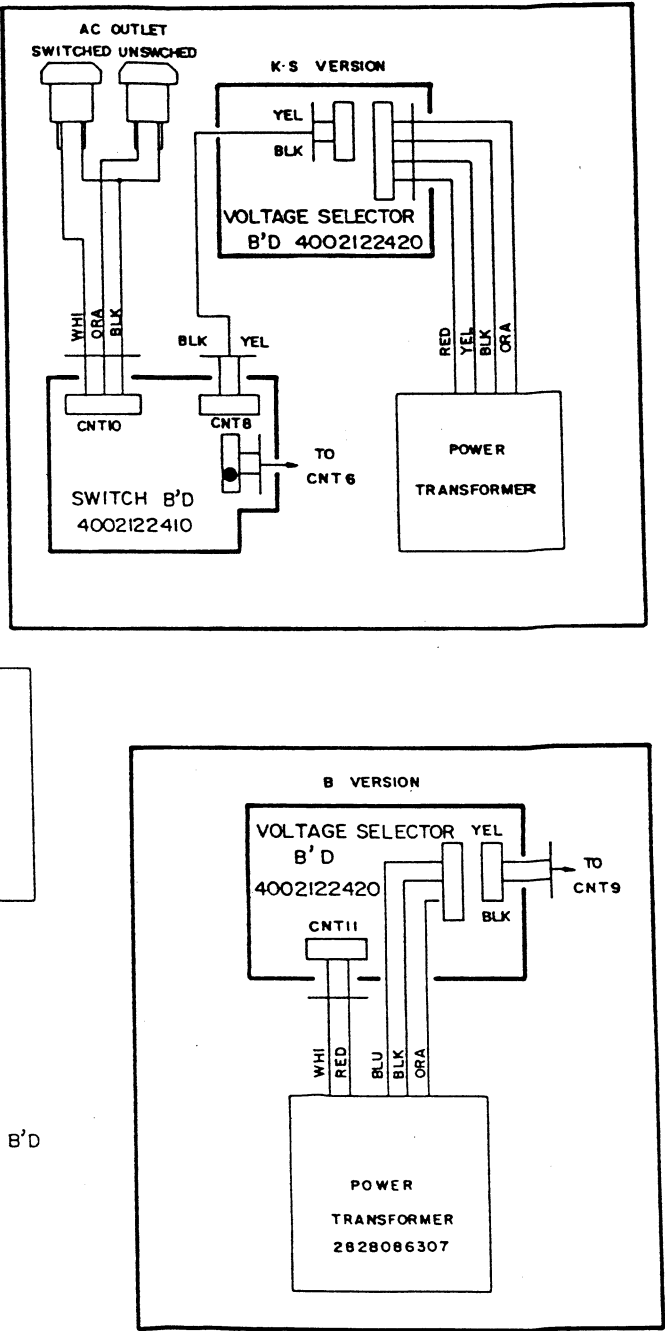 AC OUTLET
SWITCHED UNSWCHED
K·S VERSION
YEL
BLK
VOLTAGE SELECTOR
B'D 4002122420
WHI
ORA
BLK
BLK YEL
RED
YEL
BLK
ORA
CNT10
CNT8
TO
CNT6
SWITCH B'D
4002122410
POWER
TRANSFORMER
B VERSION
VOLTAGE SELECTOR YEL
B'D
4002122420
TO
CNT9
BLK
CNT11
WHI
RED
BLU
BLK
ORA
B'D
POWER
TRANSFORMER
2828086307